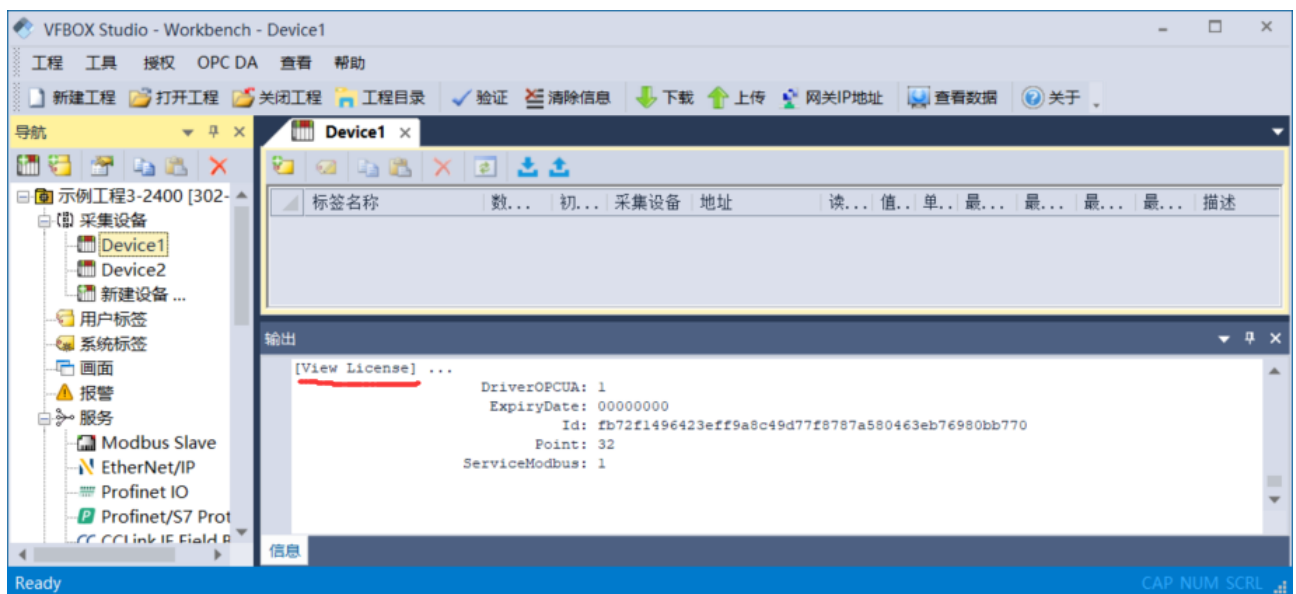 VFBOX Studio - Workbench - Device1
工程 工具 授权 OPC DA 查看 帮助
新建工程 打开工程 关闭工程 工程目录 验证 清除信息 下载 上传 网关IP地址 查看数据 关于
导航
Device1
示例工程3-2400 [302-
采集设备
Device1
Device2
新建设备 ...
用户标签
系统标签
画面
报警
服务
Modbus Slave
EtherNet/IP
Profinet IO
Profinet/S7 Prot
CCLink IE Field B
标签名称 数... 初... 采集设备 地址 读... 值.. 单.. 最... 最... 最... 最... 描述
输出
[View License] ...
DriverOPCUA: 1
ExpiryDate: 00000000
Id: fb72f1496423eff9a8c49d77f8787a580463eb76980bb770
Point: 32
ServiceModbus: 1
信息
Ready
CAP NUM SCRL